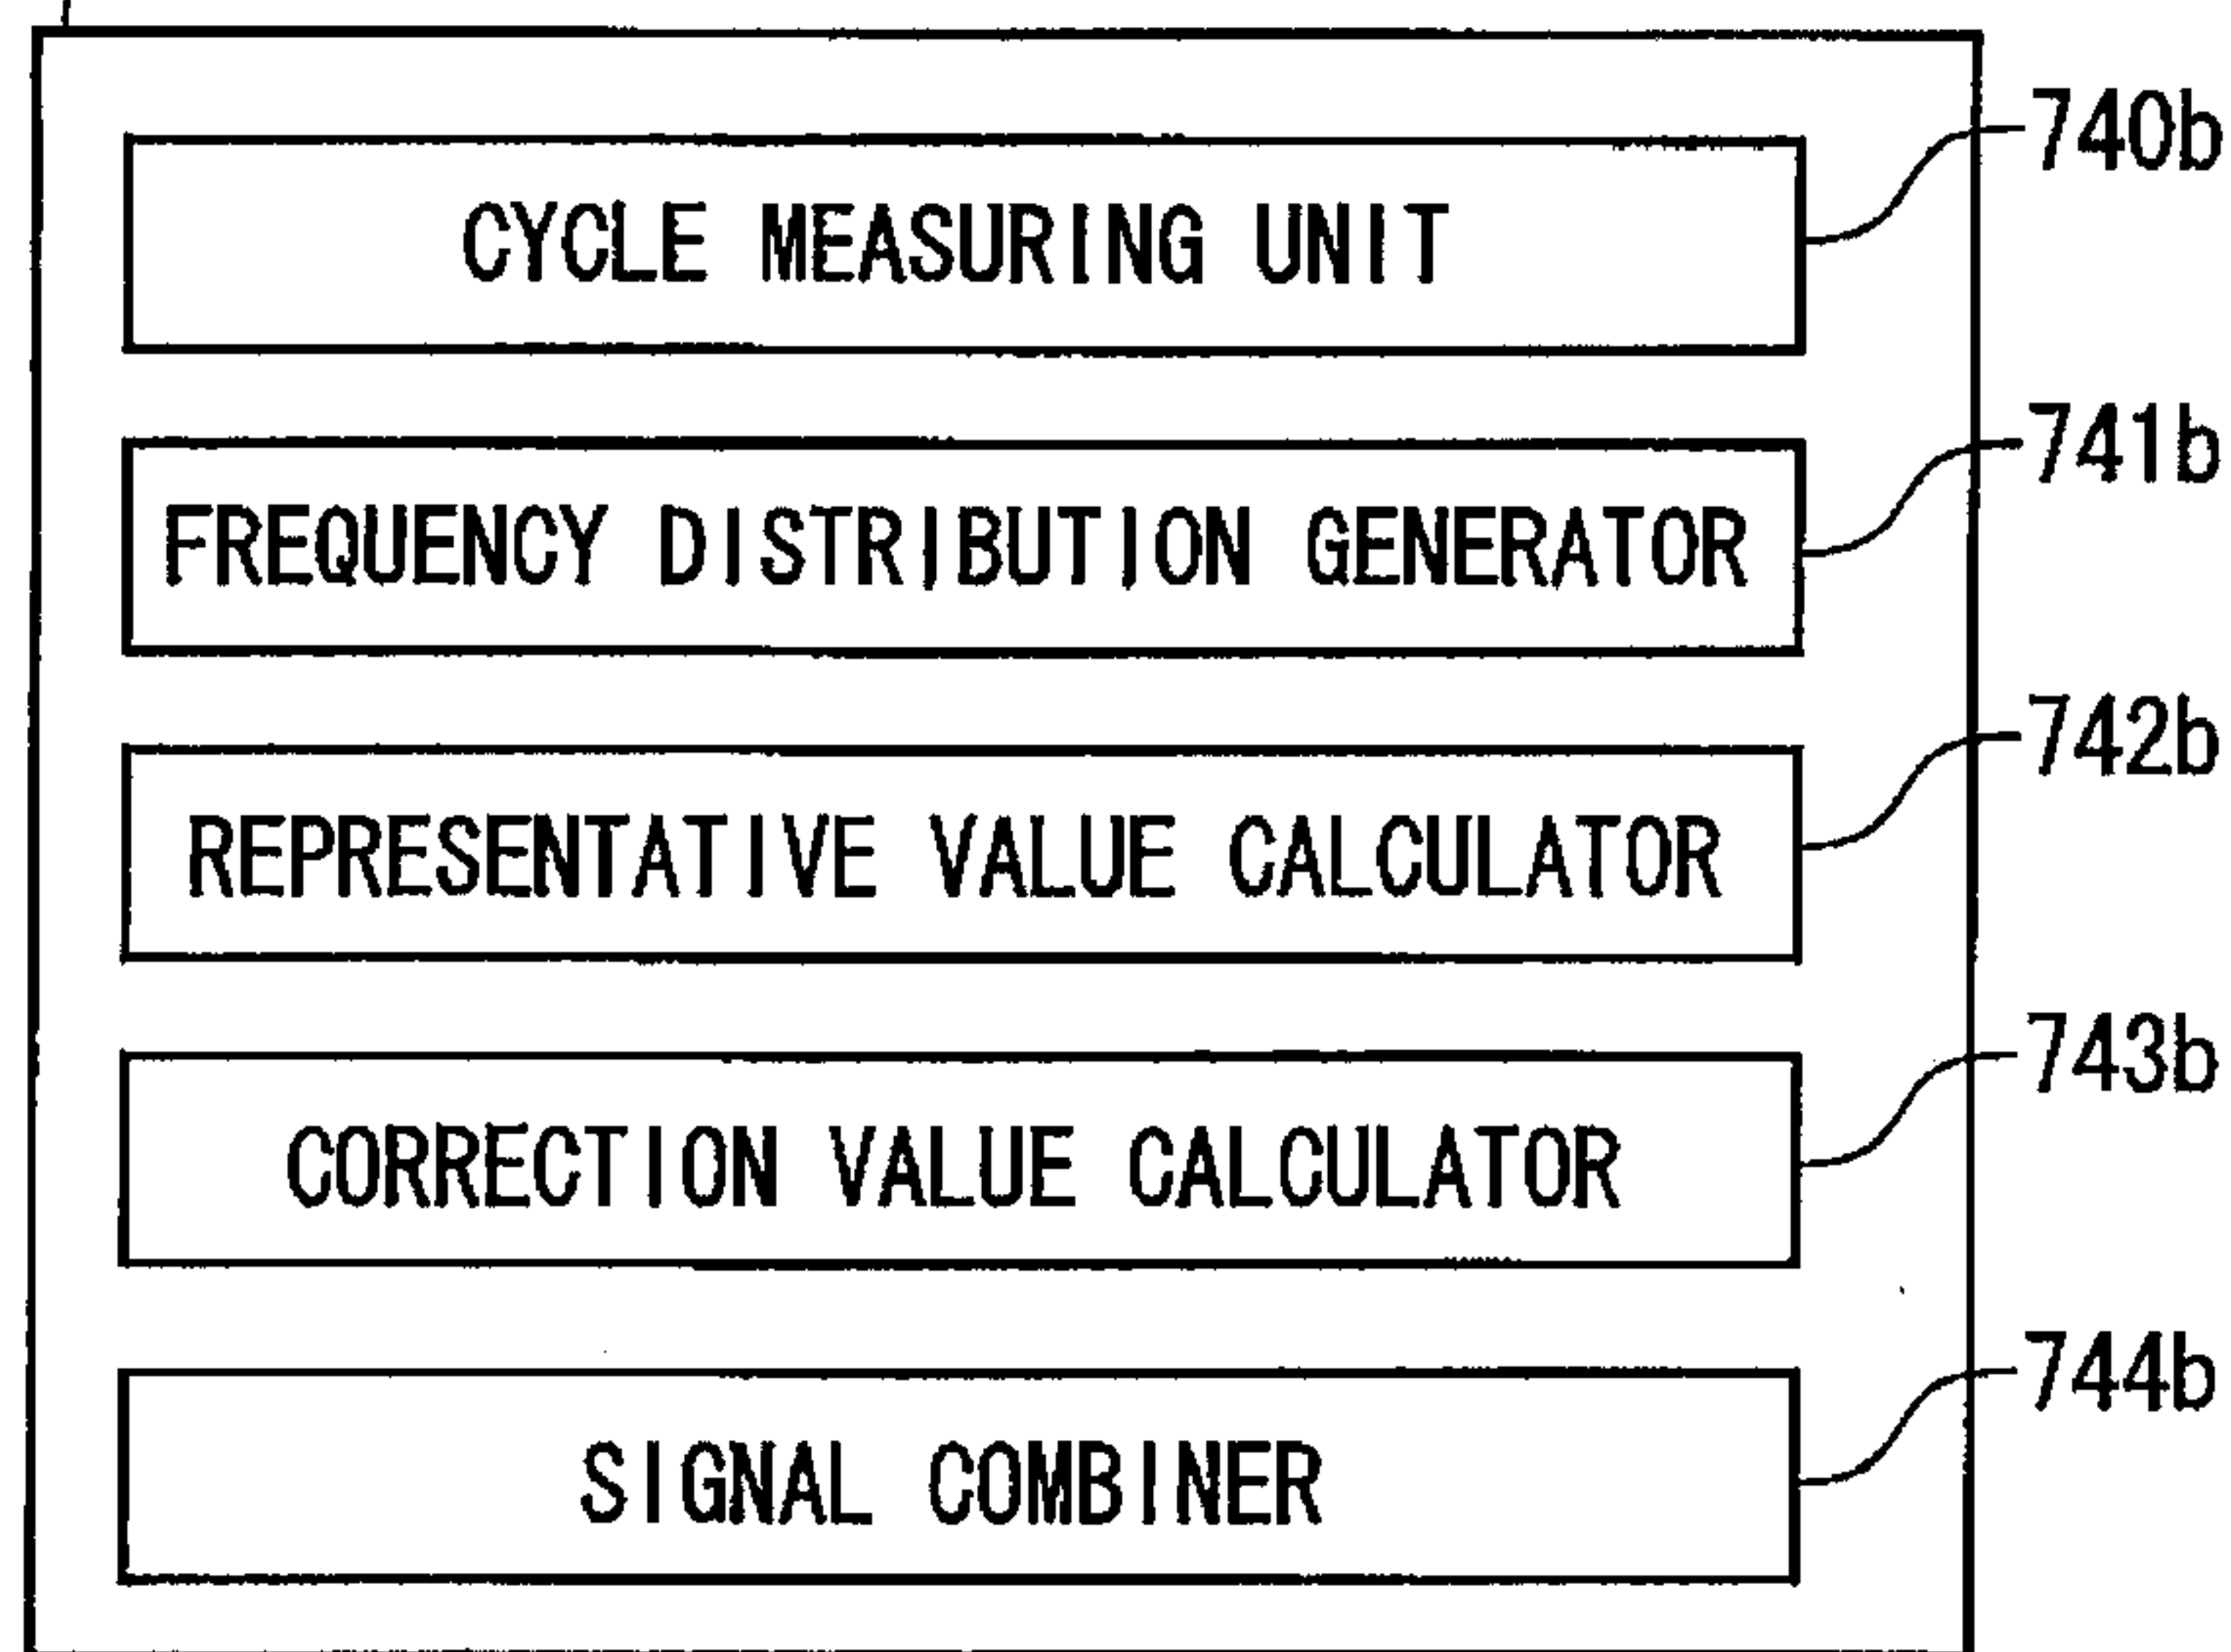 740b
CYCLE MEASURING UNIT
741b
FREQUENCY DISTRIBUTION GENERATOR
742b
REPRESENTATIVE VALUE CALCULATOR
743b
CORRECTION VALUE CALCULATOR
744b
SIGNAL COMBINER